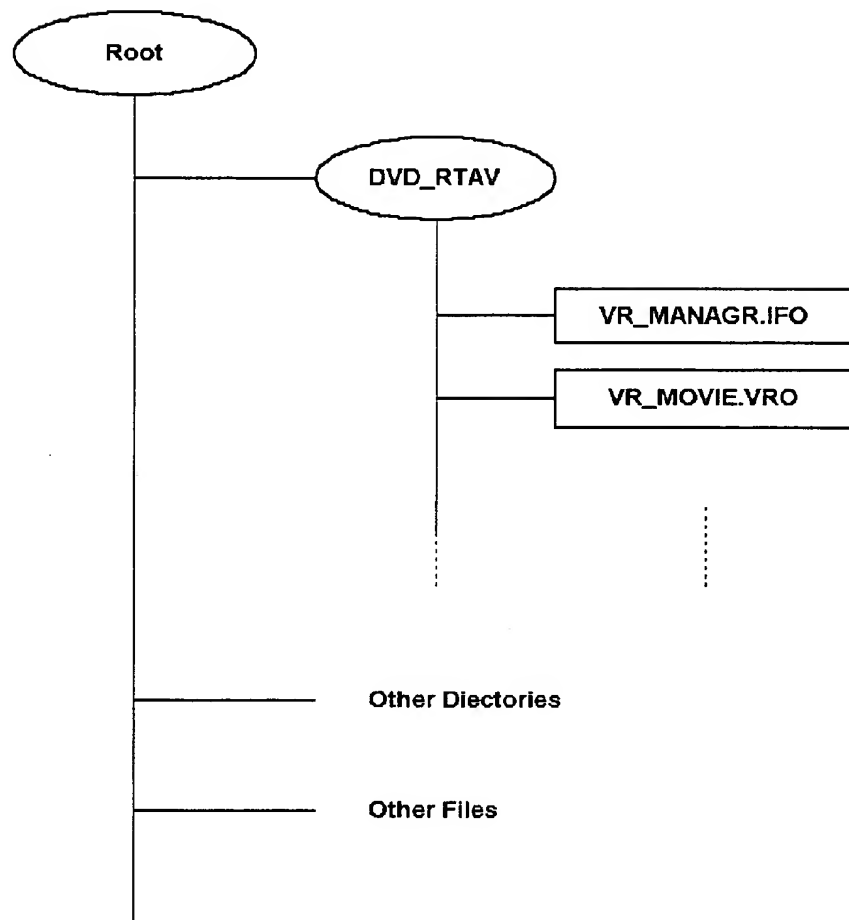 Root
DVD_RTAV
VR_MANAGR.IFO
VR_MOVIE.VRO
Other Diectories
Other Files